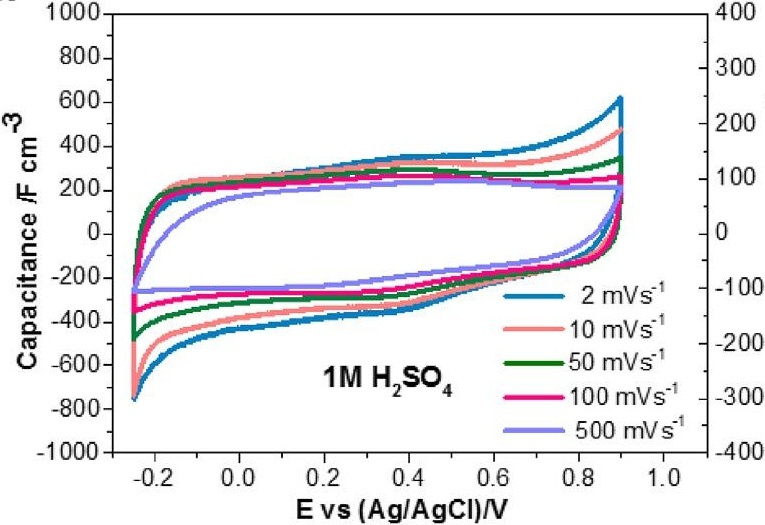 1000
800
600
400
200
0
-200
-400
-600
-800
-1000
Capacitance /F cm⁻³
400
300
200
100
0
-100
-200
-300
-400
-0.2 0.0 0.2 0.4 0.6 0.8 1.0
E vs (Ag/AgCl)/V
1M H₂SO₄
2 mVs⁻¹
10 mVs⁻¹
50 mVs⁻¹
100 mVs⁻¹
500 mVs⁻¹